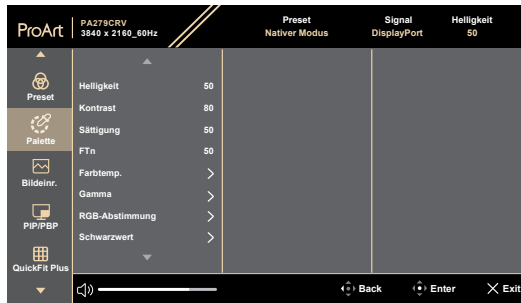 ProArt
PA279CRV
3840 x 2160_60Hz
Preset
Nativer Modus
Signal
DisplayPort
Helligkeit
50
Preset
Palette
Bildeinr.
PIP/PBP
QuickFit Plus
Helligkeit 50
Kontrast 80
Sättigung 50
FTn 50
Farbtemp.
Gamma
RGB-Abstimmung
Schwarzwert
Back
Enter
Exit